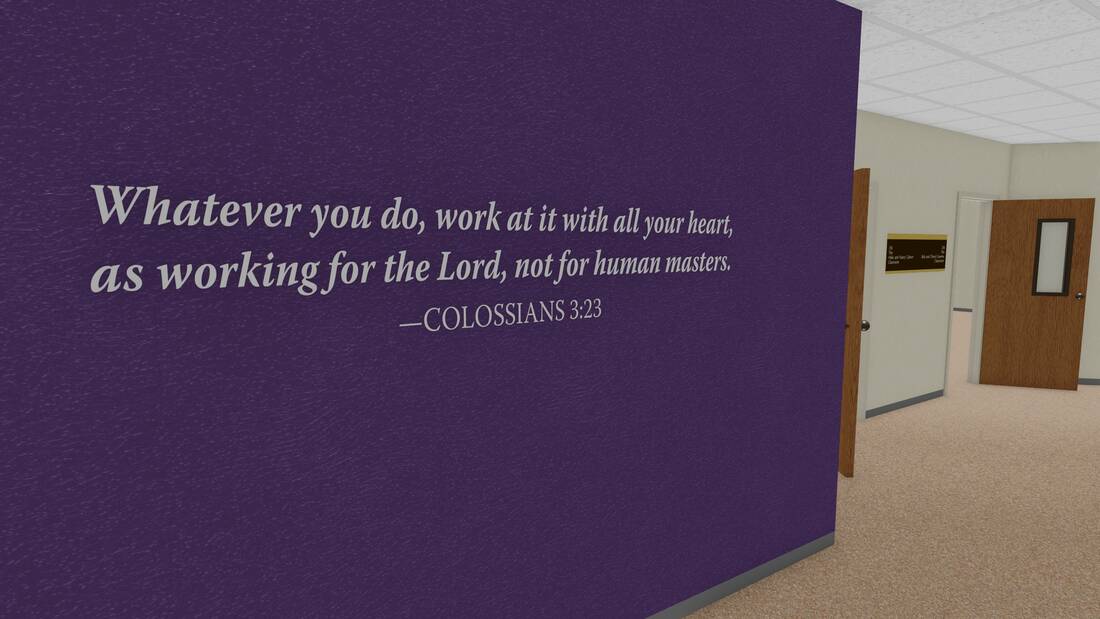 Whatever you do, work at it with all your heart,
as working for the Lord, not for human masters.
—COLOSSIANS 3:23